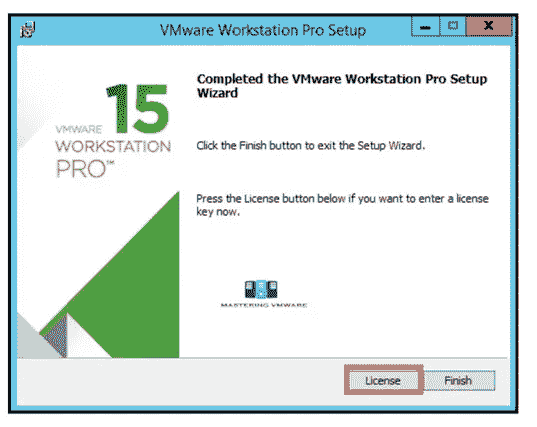 VMware Workstation Pro Setup
Completed the VMware Workstation Pro Setup
Wizard
15
VMWARE
WORKSTATION
PRO™
Click the Finish button to exit the Setup Wizard.
Press the License button below if you want to enter a license
key now.
MASTERING VMWARE
License
Finish